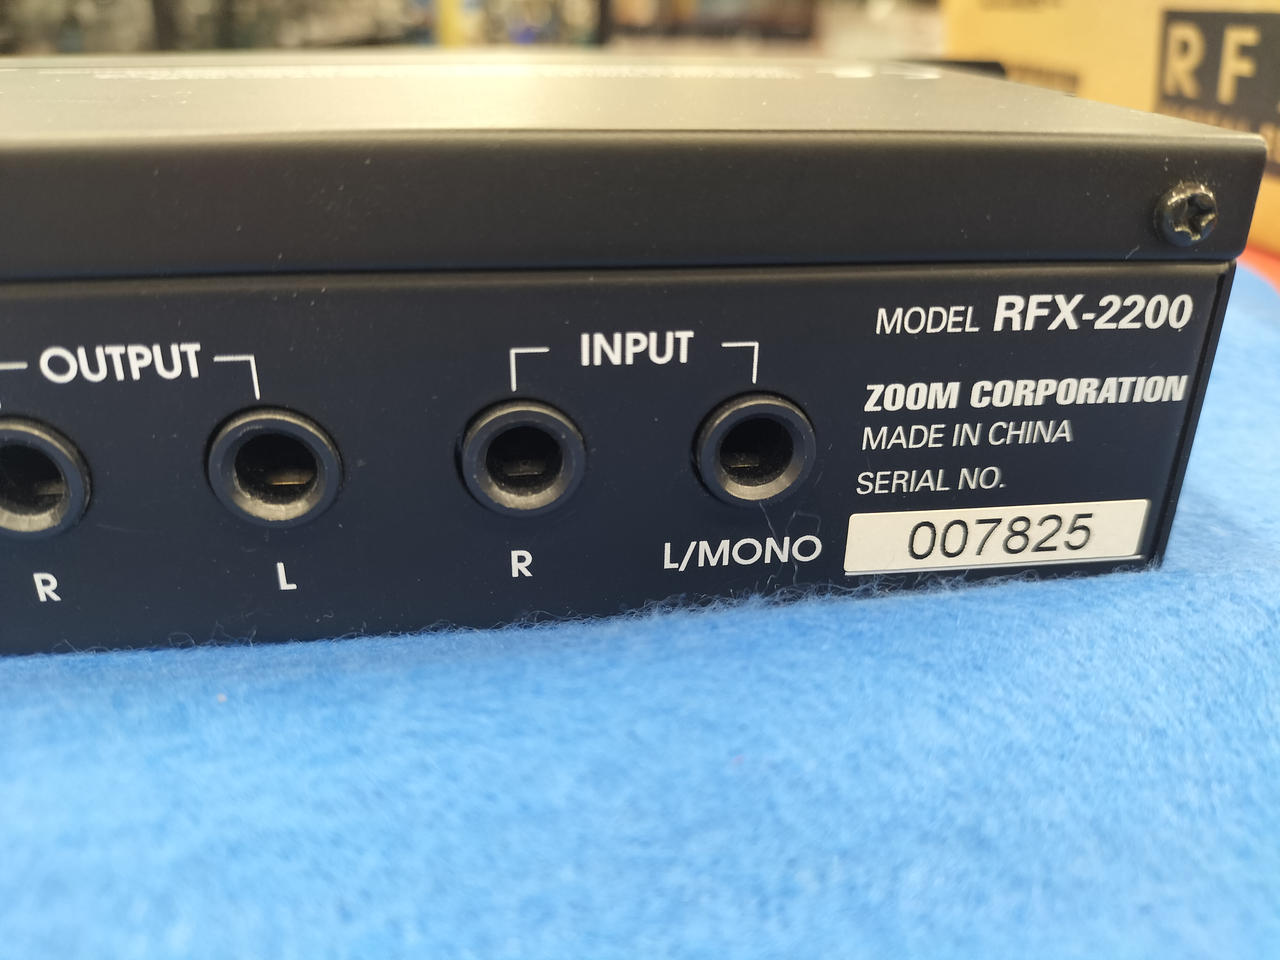 RF
MODEL RFX-2200
OUTPUT
INPUT
ZOOM CORPORATION
MADE IN CHINA
SERIAL NO.
007825
R
L
R
L/MONO